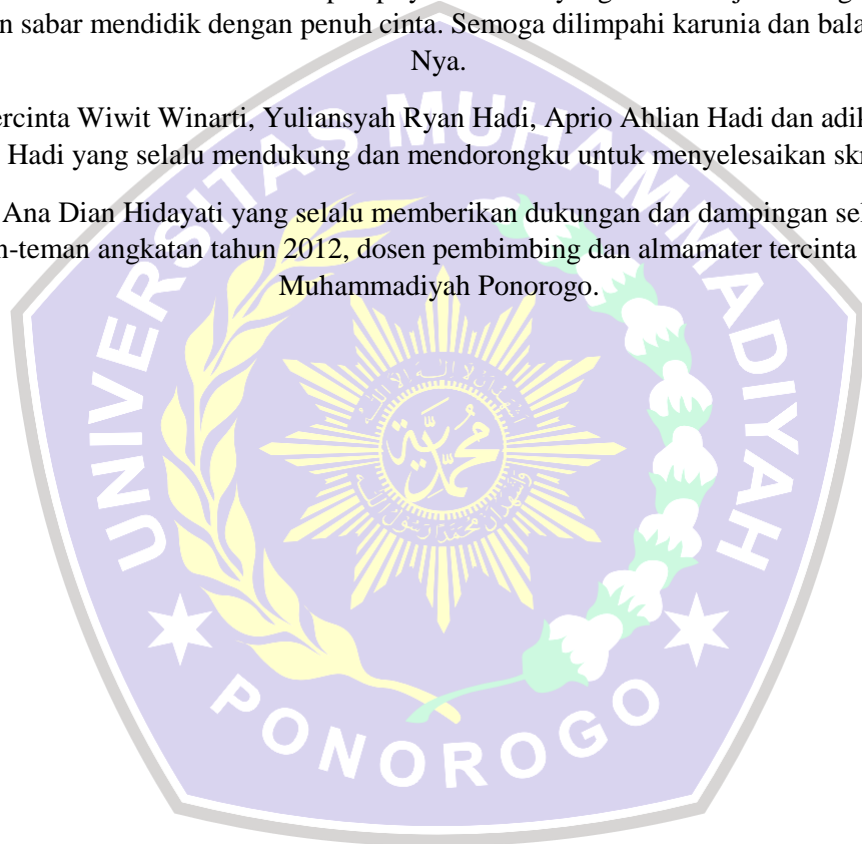 n sabar mendidik dengan penuh cinta. Semoga dilimpahi karunia dan bala
Nya.
ercinta Wiwit Winarti, Yuliansyah Ryan Hadi, Aprio Ahlian Hadi dan adik
Hadi yang selalu mendukung dan mendorongku untuk menyelesaikan sk
Ana Dian Hidayati yang selalu memberikan dukungan dan dampingan sel
n-teman angkatan tahun 2012, dosen pembimbing dan almamater tercinta
Muhammadiyah Ponorogo.
UNIVERSITAS MUHAMMADIYAH
محمدية
PONOROGO